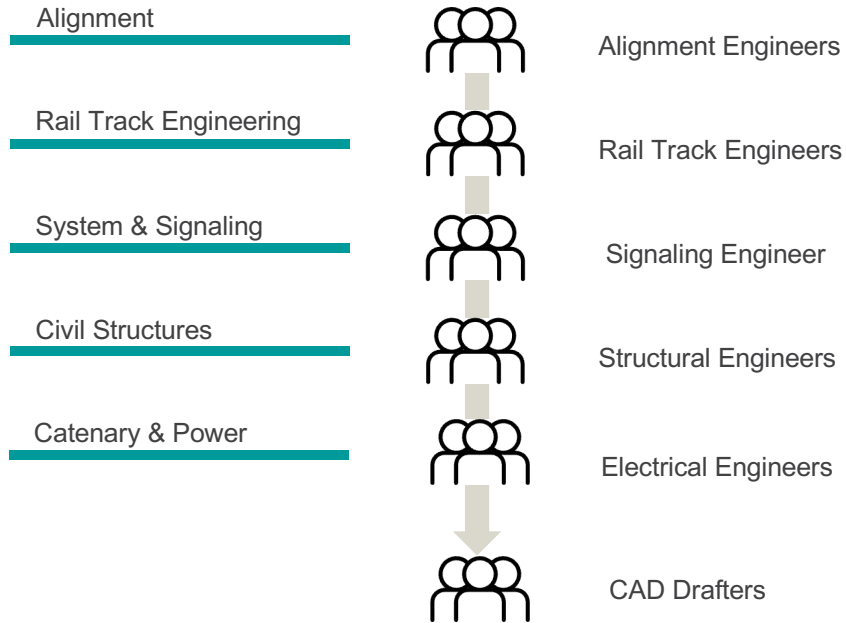 Alignment
Alignment Engineers
Rail Track Engineering
Rail Track Engineers
System & Signaling
Signaling Engineer
Civil Structures
Structural Engineers
Catenary & Power
Electrical Engineers
CAD Drafters